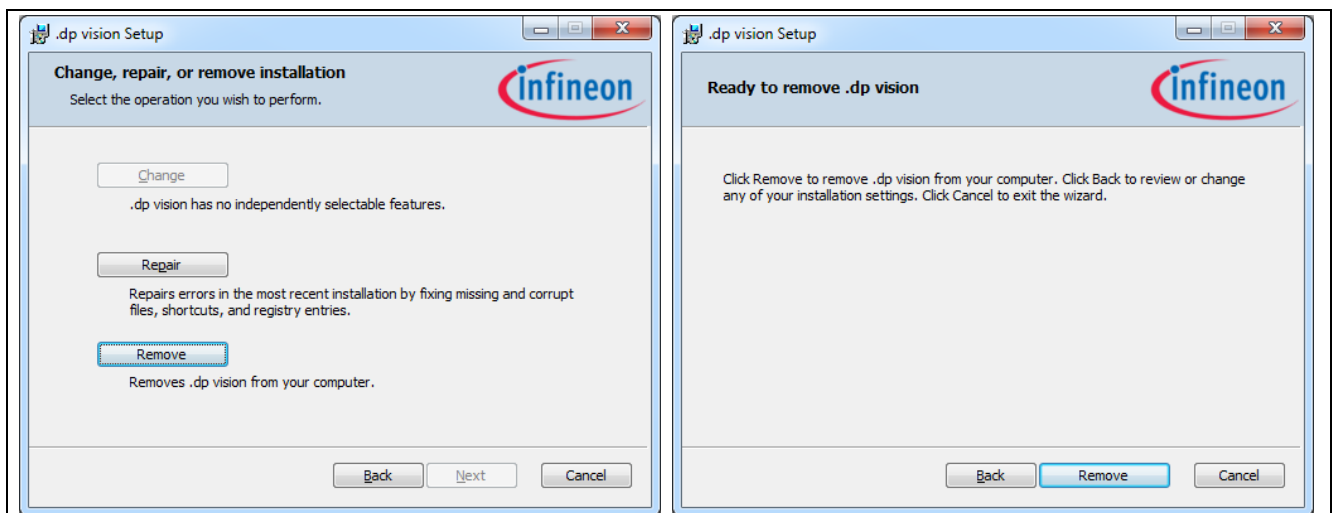 .dp vision Setup
Change, repair, or remove installation
Select the operation you wish to perform.
infineon
Change
.dp vision has no independently selectable features.
Repair
Repairs errors in the most recent installation by fixing missing and corrupt
files, shortcuts, and registry entries.
Remove
Removes .dp vision from your computer.
Back
Next
Cancel
.dp vision Setup
Ready to remove .dp vision
infineon
Click Remove to remove .dp vision from your computer. Click Back to review or change
any of your installation settings. Click Cancel to exit the wizard.
Back
Remove
Cancel